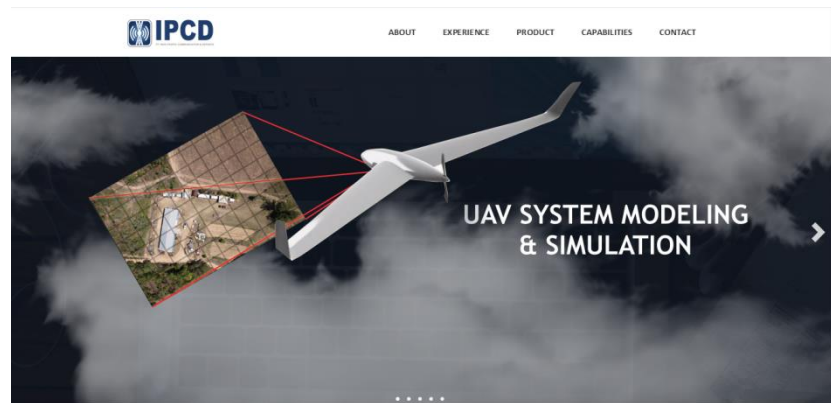 IPCD
ABOUT EXPERIENCE PRODUCT CAPABILITIES CONTACT
UAV SYSTEM MODELING
& SIMULATION